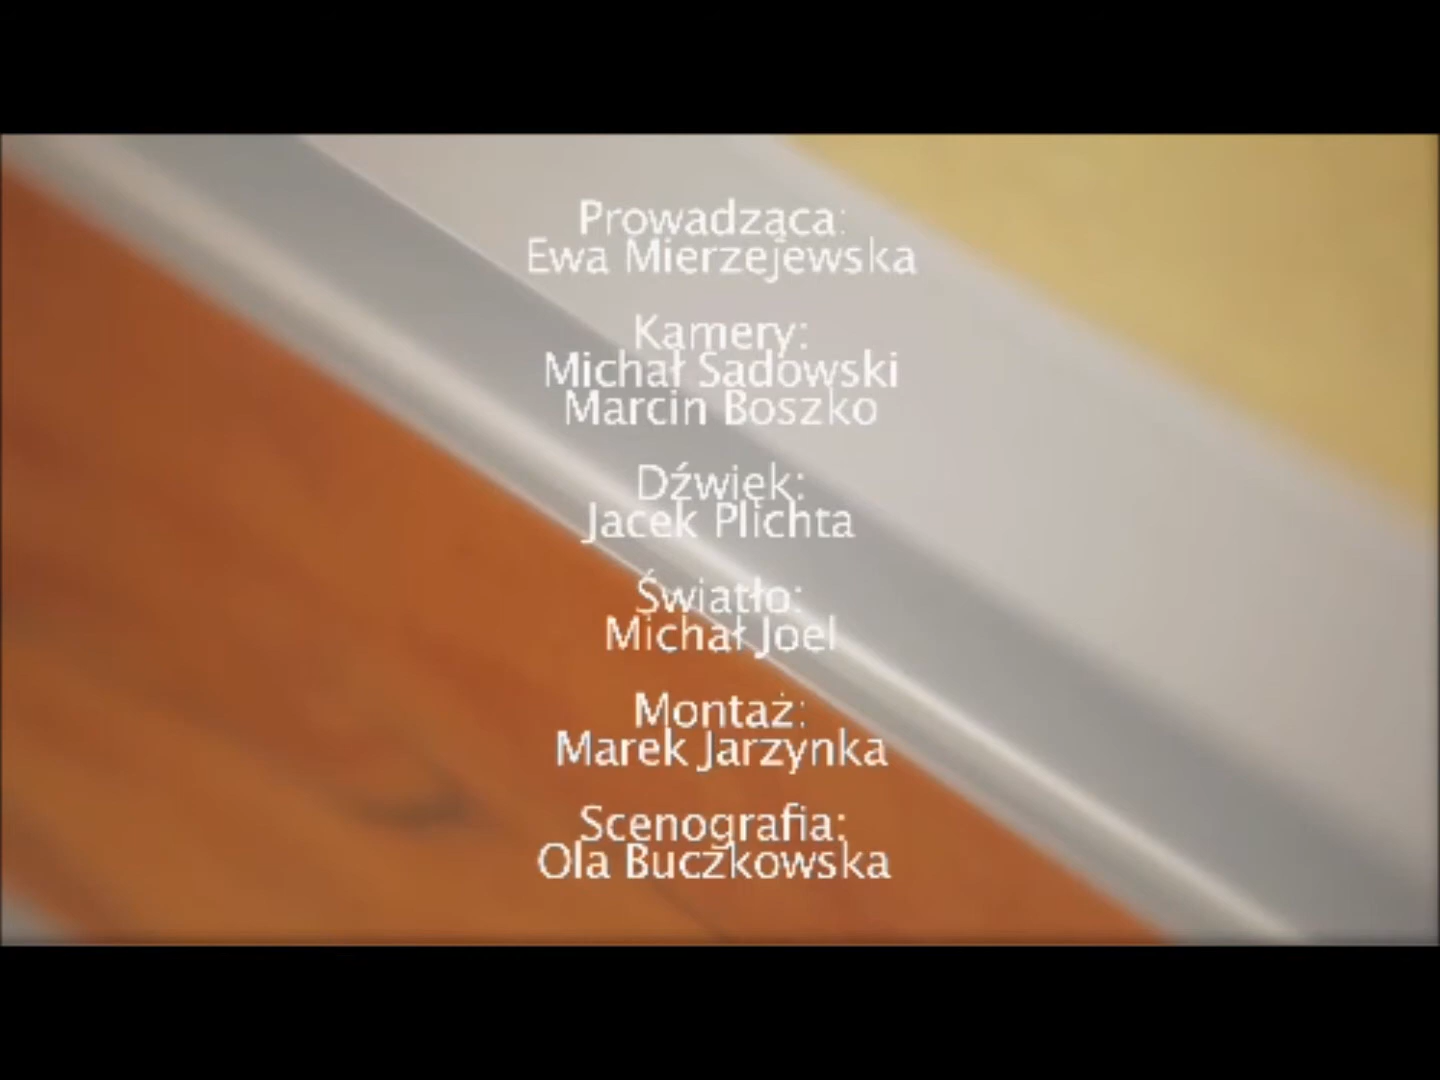 Prowadząca:
Ewa Mierzejewska
Kamery:
Michał Sadowski
Marcin Boszko
Dźwięk:
Jacek Plichta
Światło:
Michał Joel
Montaż:
Marek Jarzynka
Scenografia:
Ola Buczkowska